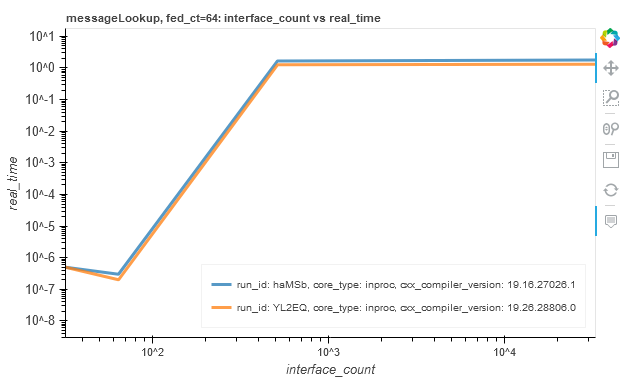 messageLookup, fed_ct=64: interface_count vs real_time
10^1
10^0
10^-1
10^-2
10^-3
10^-4
10^-5
10^-6
10^-7
10^-8
real_time
run_id: haMSb, core_type: inproc, cxx_compiler_version: 19.16.27026.1
run_id: YL2EQ, core_type: inproc, cxx_compiler_version: 19.26.28806.0
10^2
10^3
10^4
interface_count